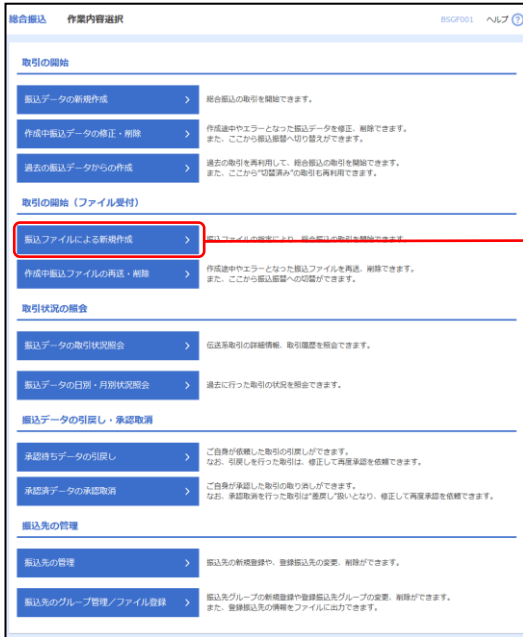 総合振込 作業内容選択 BSGF001 ヘルプ ?
取引の開始
振込データの新規作成 総合振込の取引を開始できます。
作成中振込データの修正・削除 作成途中やエラーとなった振込データを修正、削除できます。
また、ここから振込振替へ切り替えができます。
過去の振込データからの作成 過去の取引を再利用して、総合振込の取引を開始できます。
また、ここから"切替済み"の取引も再利用できます。
取引の開始（ファイル受付）
振込ファイルによる新規作成 振込ファイルの指定により、総合振込の取引を開始できます。
作成中振込ファイルの再送・削除 作成途中やエラーとなった振込ファイルを再送、削除できます。
また、ここから振込振替への切替ができます。
取引状況の照会
振込データの取引状況照会 伝送系取引の詳細情報、取引履歴を照会できます。
振込データの日別・月別状況照会 過去に行った取引の状況を照会できます。
振込データの引戻し・承認取消
承認待ちデータの引戻し ご自身が依頼した取引の引戻しができます。
なお、引戻しを行った取引は、修正して再度承認を依頼できます。
承認済データの承認取消 ご自身が承認した取引の取り消しができます。
なお、承認取消を行った取引は"差戻し"扱いとなり、修正して再度承認を依頼できます。
振込先の管理
振込先の管理 振込先の新規登録や、登録振込先の変更、削除ができます。
振込先のグループ管理／ファイル登録 振込先グループの新規登録や登録振込先グループの変更、削除ができます。
また、登録振込先の情報をファイルに出力できます。